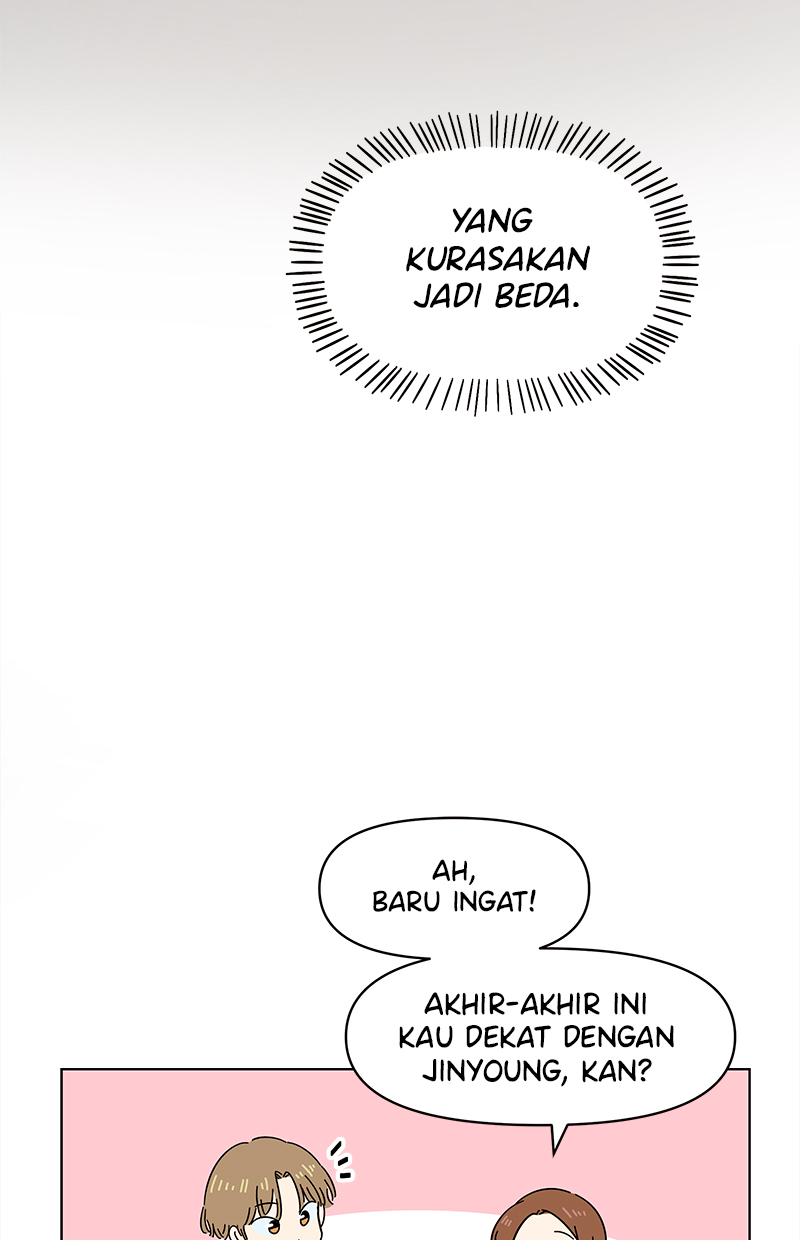 YANG
KURASAKAN
JADI BEDA.
AH,
BARU INGAT!
AKHIR-AKHIR INI
KAU DEKAT DENGAN
JINYOUNG, KAN?